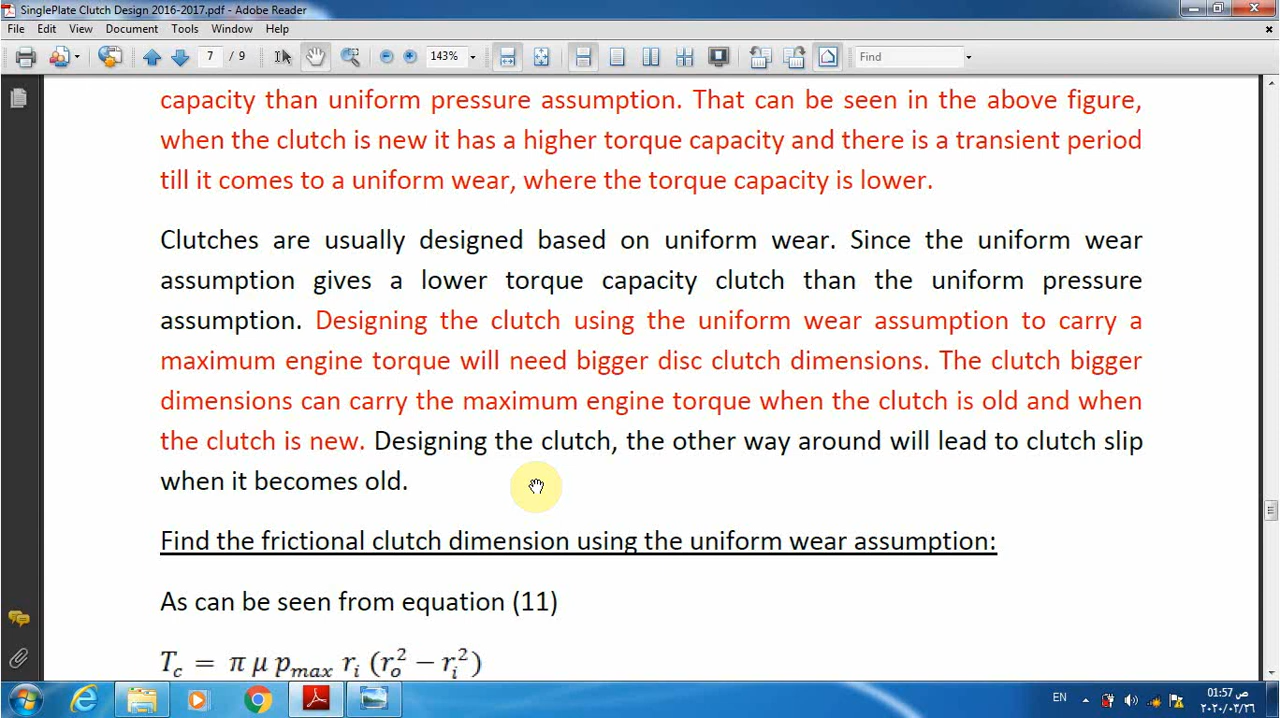 SinglePlate Clutch Design 2016-2017.pdf - Adobe Reader
File Edit View Document Tools Window Help
7 / 9 143% Find
capacity than uniform pressure assumption. That can be seen in the above figure,
when the clutch is new it has a higher torque capacity and there is a transient period
till it comes to a uniform wear, where the torque capacity is lower.
Clutches are usually designed based on uniform wear. Since the uniform wear
assumption gives a lower torque capacity clutch than the uniform pressure
assumption. Designing the clutch using the uniform wear assumption to carry a
maximum engine torque will need bigger disc clutch dimensions. The clutch bigger
dimensions can carry the maximum engine torque when the clutch is old and when
the clutch is new. Designing the clutch, the other way around will lead to clutch slip
when it becomes old.
Find the frictional clutch dimension using the uniform wear assumption:
As can be seen from equation (11)
T_c = π μ p_max r_i (r_o^2 − r_i^2)
EN
01:57 ص
٢٠٢٠/٠٣/٢٦